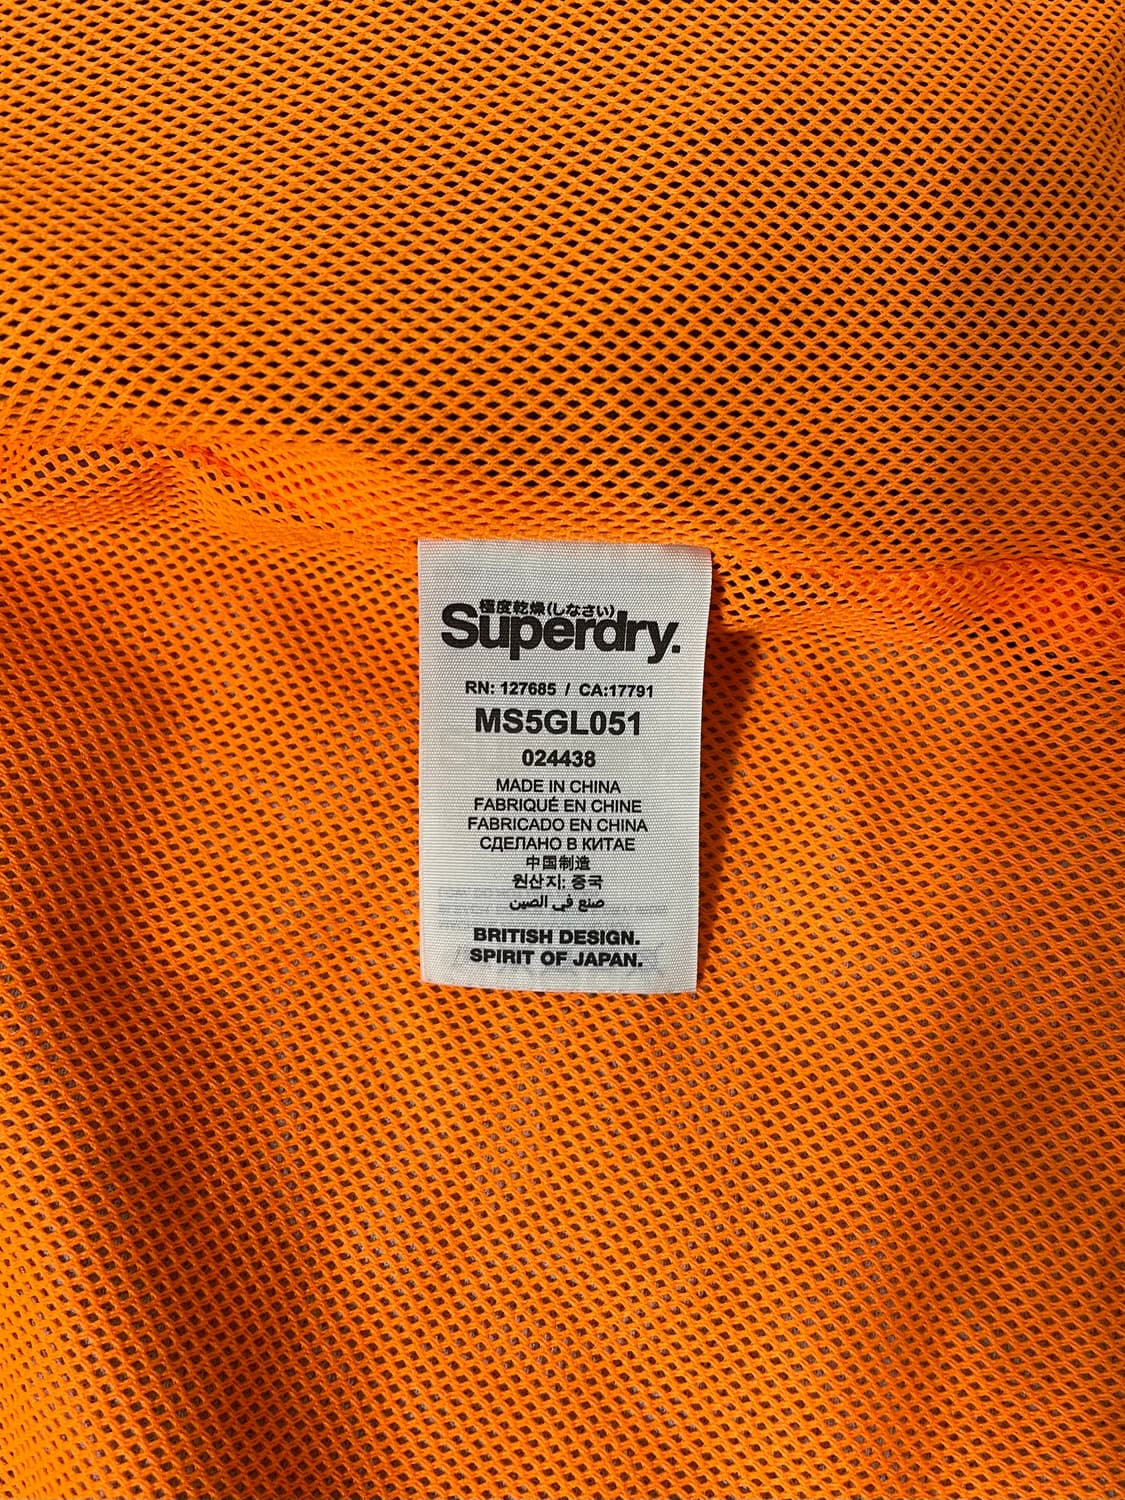 極度乾燥(しなさい)
Superdry.
RN: 127685 / CA:17791
MS5GL051
024438
MADE IN CHINA
FABRIQUÉ EN CHINE
FABRICADO EN CHINA
СДЕЛАНО В КИТАЕ
中国制造
원산지: 중국
صنع في الصين
BRITISH DESIGN.
SPIRIT OF JAPAN.